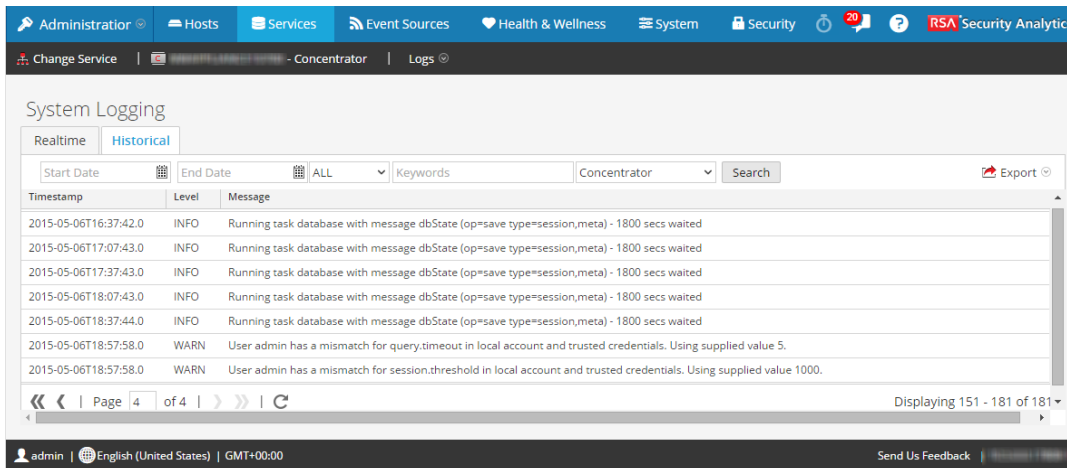 Administration Hosts Services Event Sources Health & Wellness System Security 20 ? RSA Security Analytic
Change Service | C - Concentrator | Logs
System Logging
Realtime Historical
Start Date End Date ALL Keywords Concentrator Search Export
Timestamp Level Message
2015-05-06T16:37:42.0 INFO Running task database with message dbState (op=save type=session,meta) - 1800 secs waited
2015-05-06T17:07:43.0 INFO Running task database with message dbState (op=save type=session,meta) - 1800 secs waited
2015-05-06T17:37:43.0 INFO Running task database with message dbState (op=save type=session,meta) - 1800 secs waited
2015-05-06T18:07:43.0 INFO Running task database with message dbState (op=save type=session,meta) - 1800 secs waited
2015-05-06T18:37:44.0 INFO Running task database with message dbState (op=save type=session,meta) - 1800 secs waited
2015-05-06T18:57:58.0 WARN User admin has a mismatch for query.timeout in local account and trusted credentials. Using supplied value 5.
2015-05-06T18:57:58.0 WARN User admin has a mismatch for session.threshold in local account and trusted credentials. Using supplied value 1000.
Page 4 of 4 Displaying 151 - 181 of 181
admin | English (United States) | GMT+00:00 Send Us Feedback |